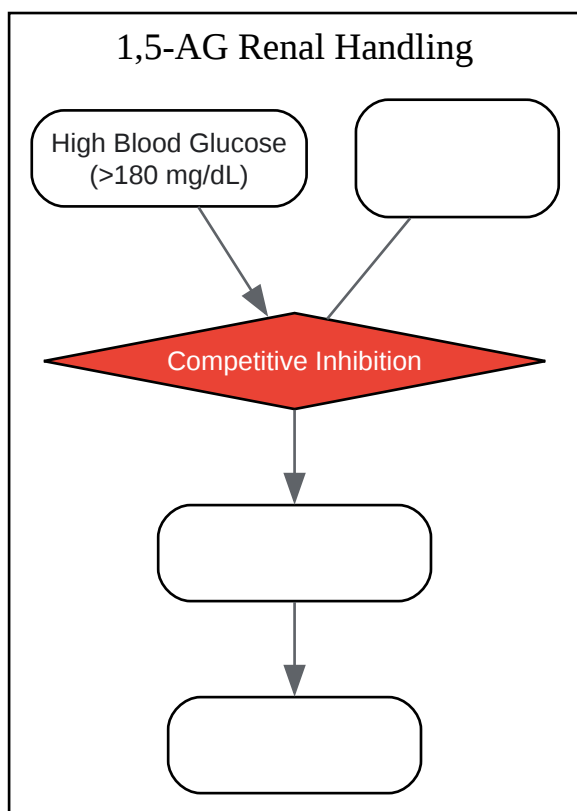 1,5-AG Renal Handling
High Blood Glucose
(>180 mg/dL)
Competitive Inhibition